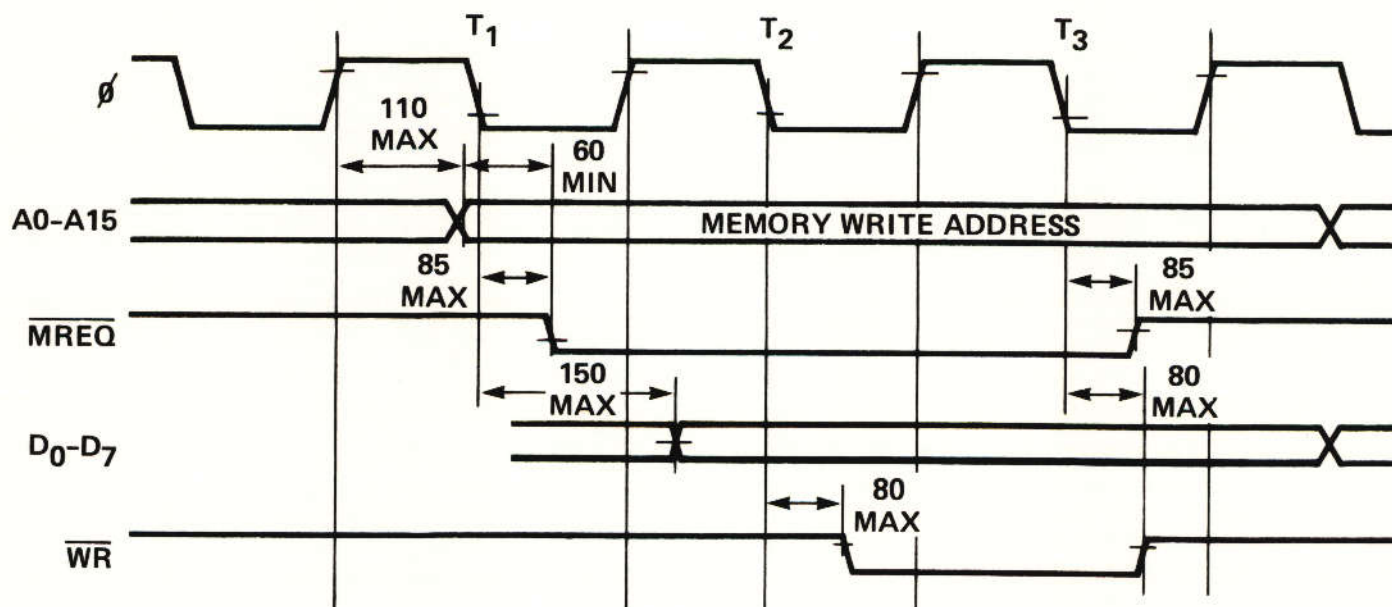 T1 T2 T3
ø
110
MAX
60
MIN
A0-A15
MEMORY WRITE ADDRESS
85
MAX
85
MAX
MREQ
150
MAX
80
MAX
D0-D7
80
MAX
WR